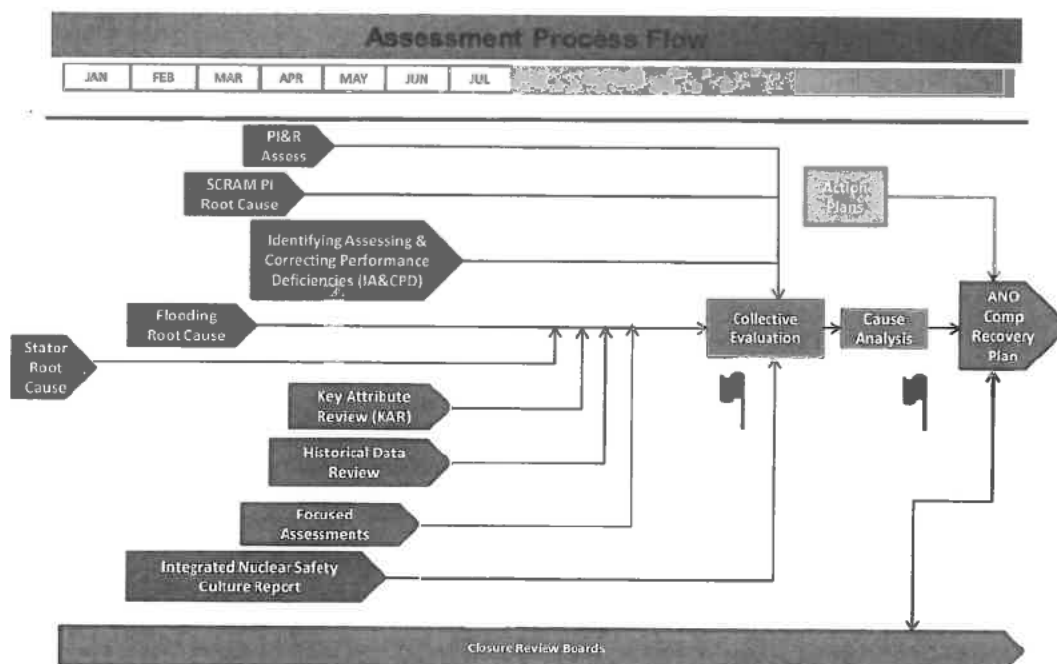 Assessment Process Flow
JAN FEB MAR APR MAY JUN JUL
PI&R
Assess
SCRAM PI
Root Cause
Action
Plans
Identifying Assessing &
Correcting Performance
Deficiencies (IA&CPD)
Flooding
Root Cause
Stator
Root
Cause
Collective
Evaluation
Cause
Analysis
ANO
Comp
Recovery
Plan
Key Attribute
Review (KAR)
Historical Data
Review
Focused
Assessments
Integrated Nuclear Safety
Culture Report
Closure Review Boards